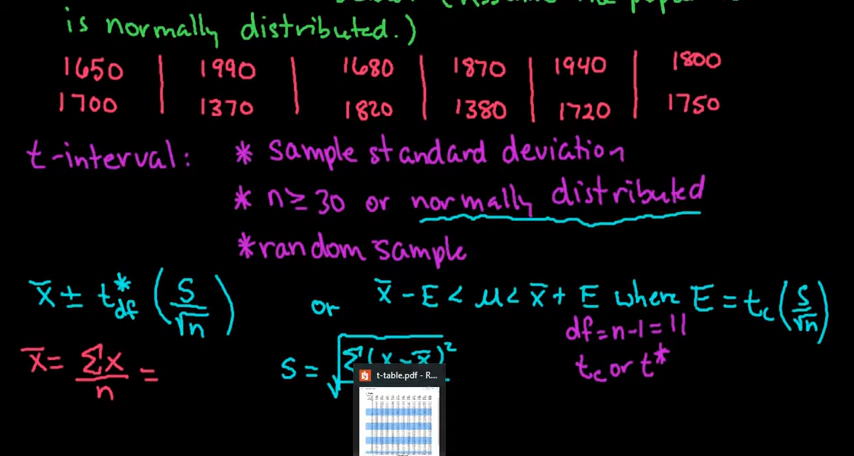 is normally distributed.)
1650 | 1990 | 1680 | 1870 | 1940 | 1800
1700 | 1370 | 1820 | 1380 | 1720 | 1750
t-interval: * sample standard deviation
* n ≥ 30 or normally distributed
* random sample
x̄ ± t*df (S/√n) or x̄ - E < μ < x̄ + E where E = tc (S/√n)
df = n-1 = 11
tc or t*
x̄ = Σx/n =
S = √Σ(x-x̄)²
t-table.pdf - R...